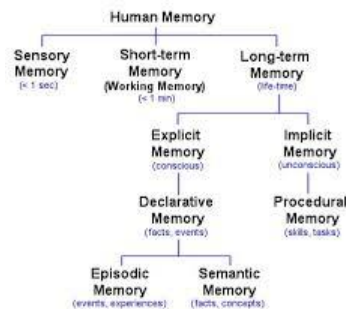 Human Memory
Sensory Memory
(< 1 sec)
Short-term Memory
(Working Memory)
(< 1 min)
Long-term Memory
(life-time)
Explicit Memory
(conscious)
Implicit Memory
(unconscious)
Declarative Memory
(facts, events)
Procedural Memory
(skills, tasks)
Episodic Memory
(events, experiences)
Semantic Memory
(facts, concepts)